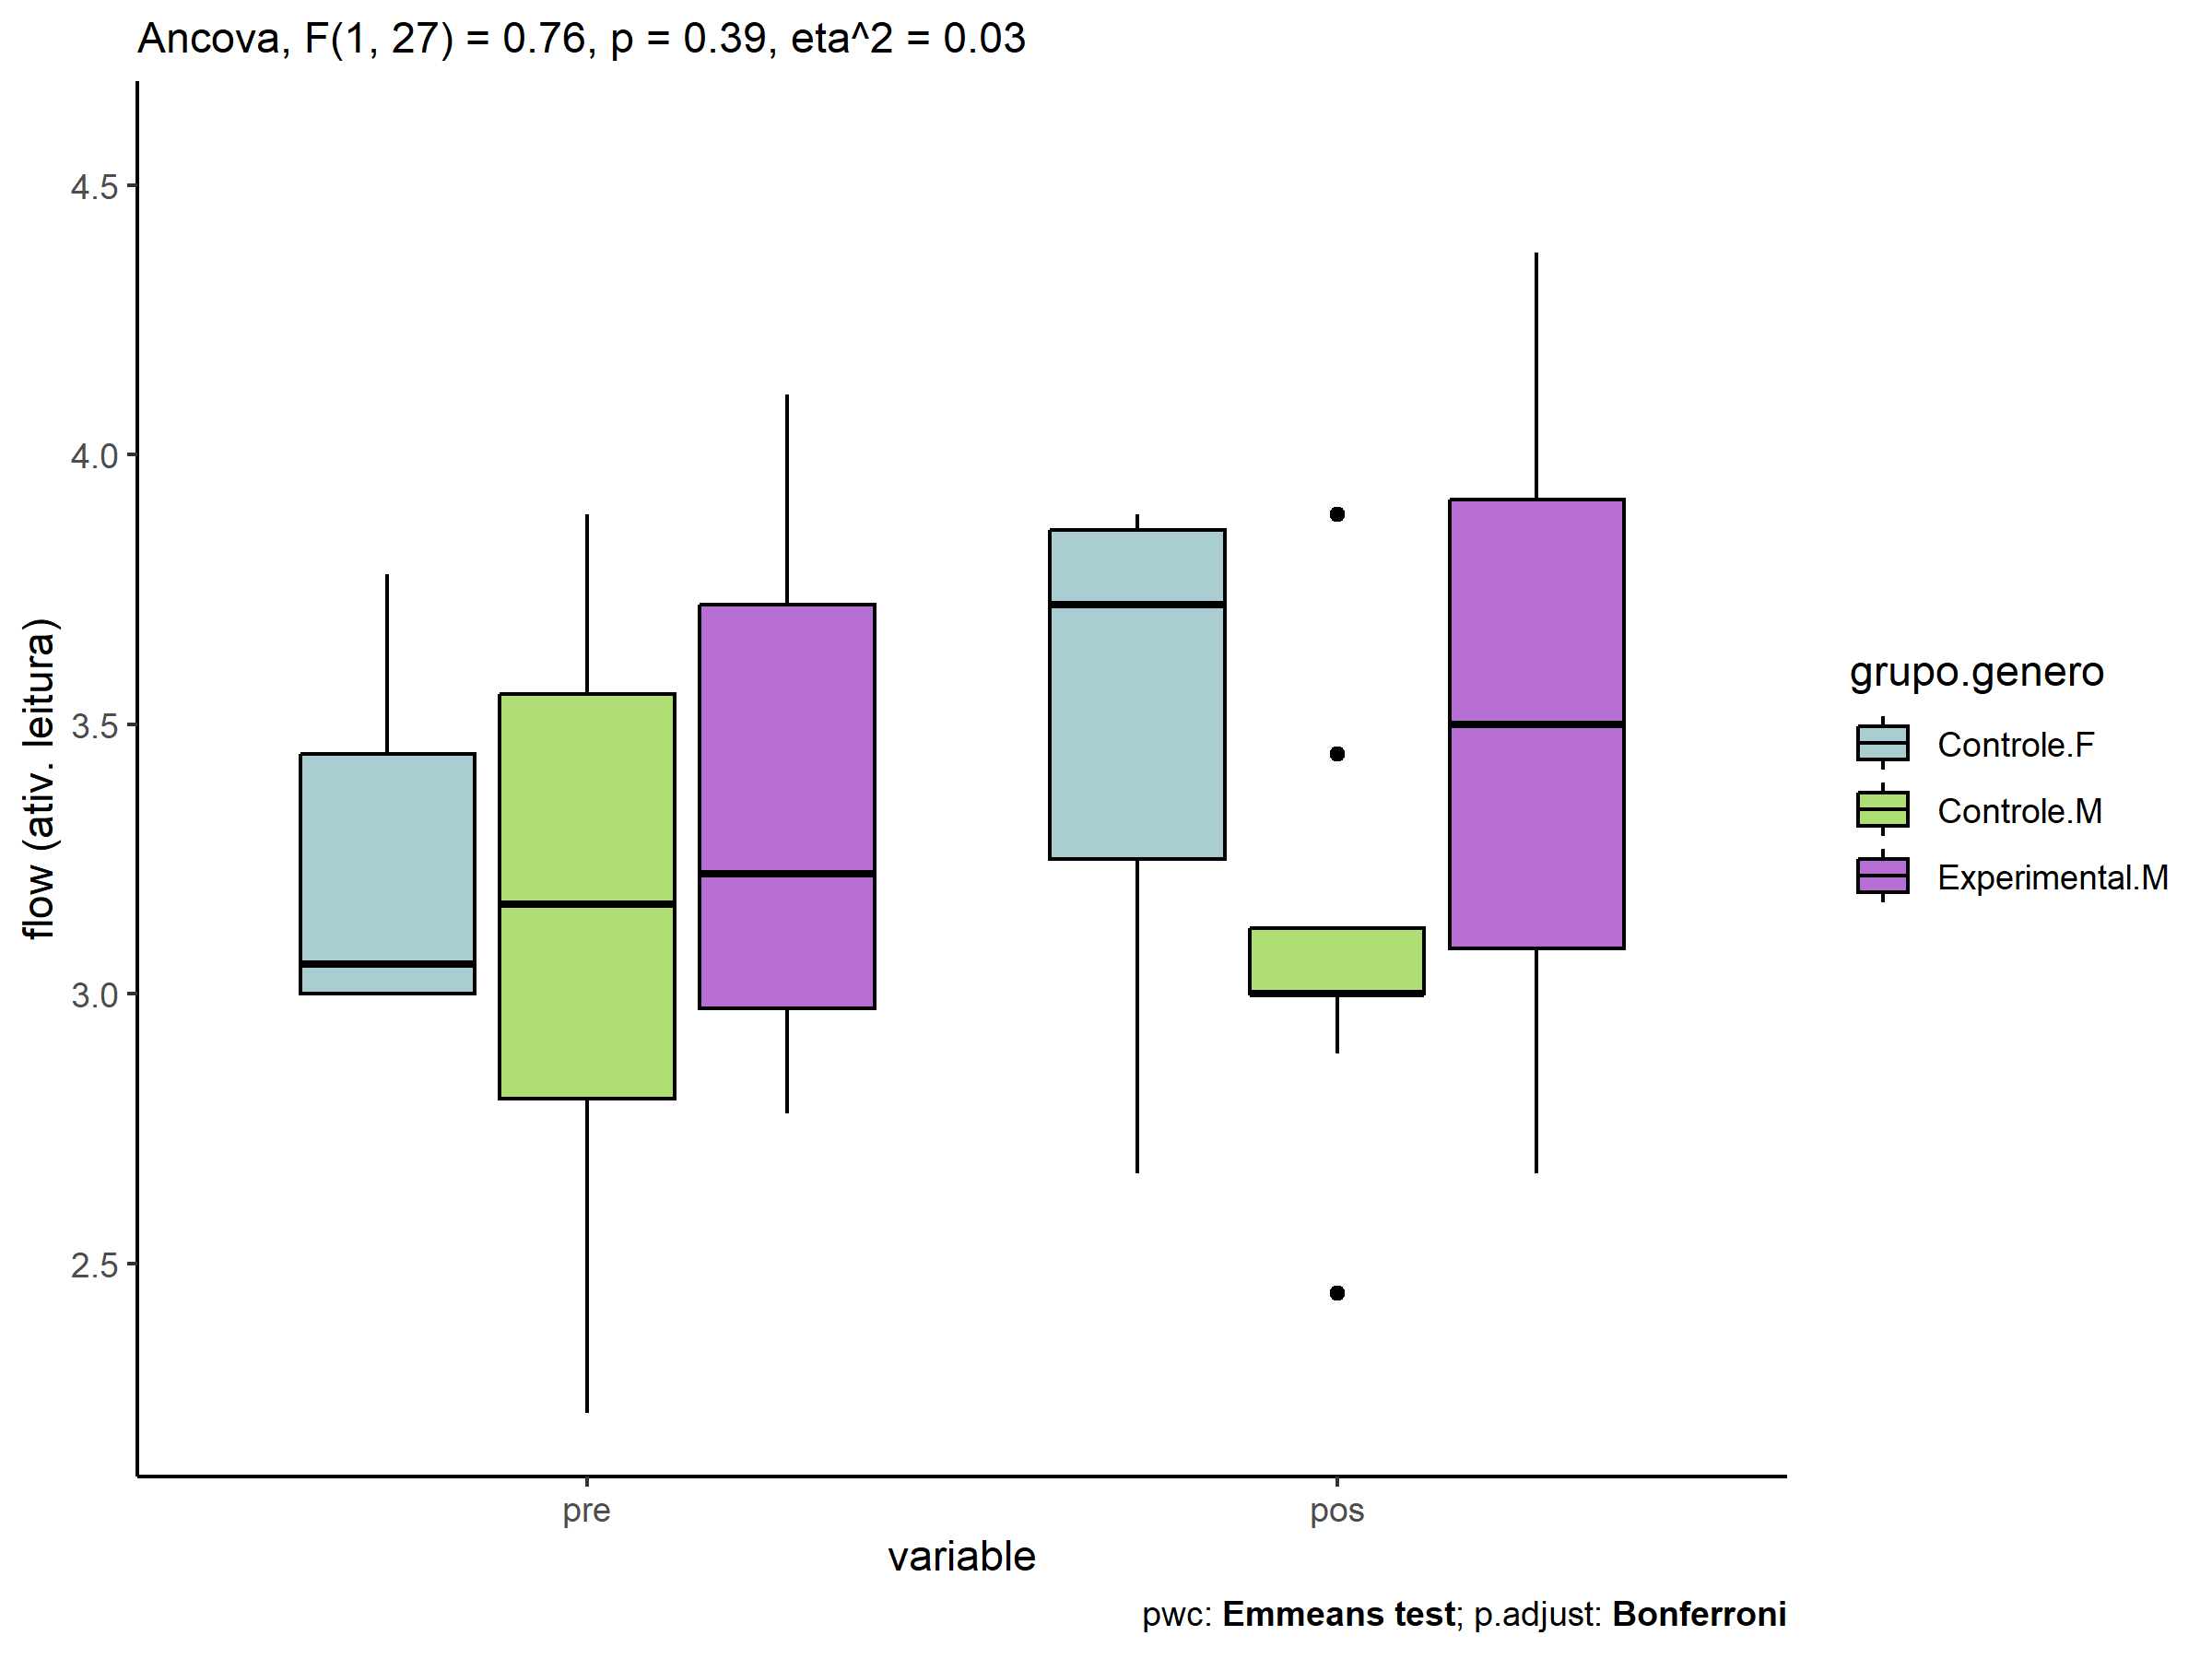 Ancova, F(1, 27) = 0.76, p = 0.39, eta^2 = 0.03
flow (ativ. leitura)
4.5
4.0
3.5
3.0
2.5
pre
pos
variable
grupo.genero
Controle.F
Controle.M
Experimental.M
pwc: Emmeans test; p.adjust: Bonferroni